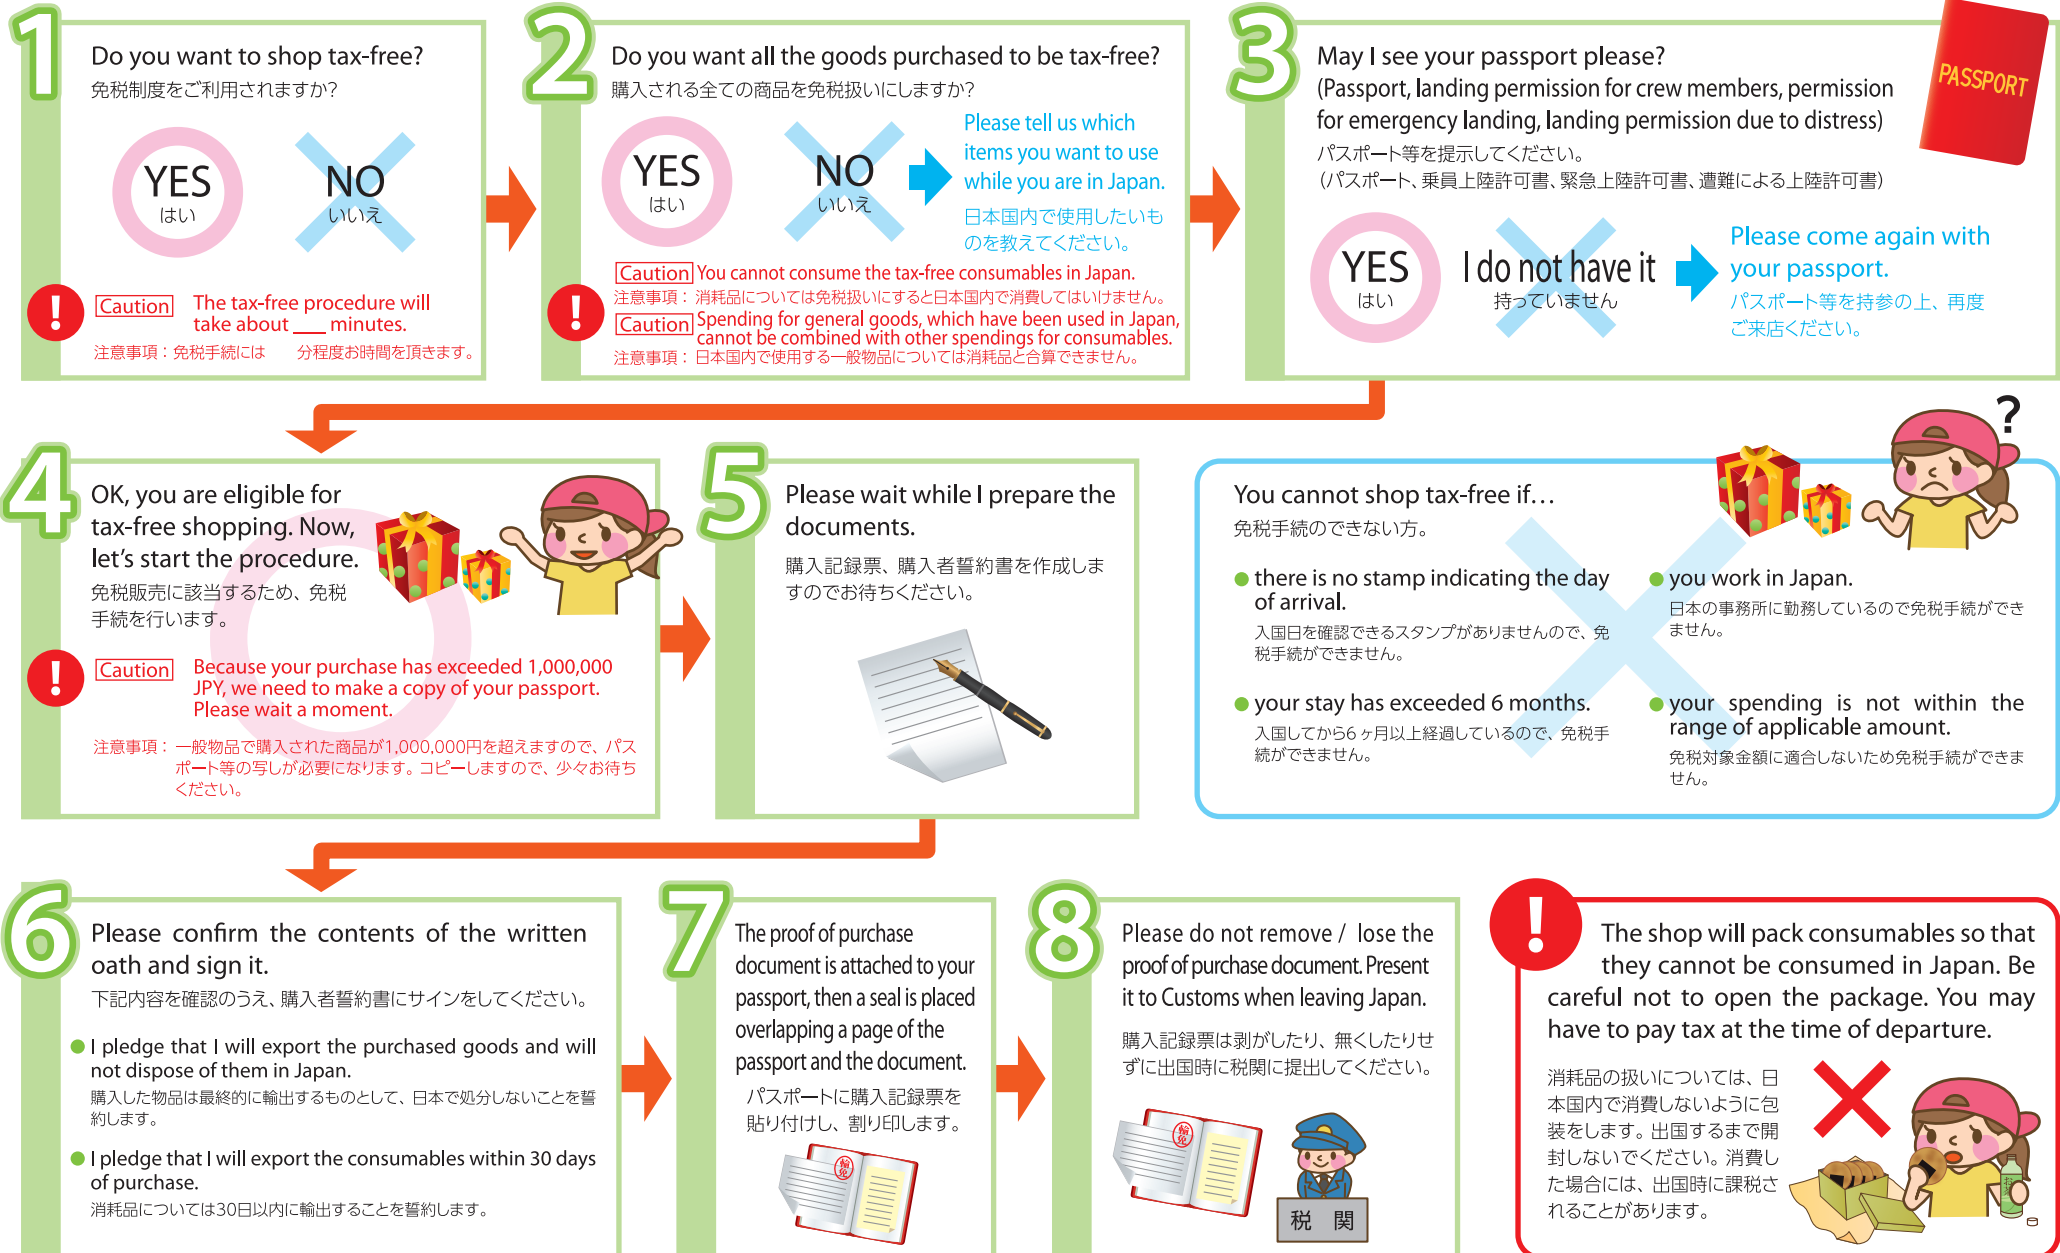 1
Do you want to shop tax-free?
免税制度をご利用されますか?
YES
はい
NO
いいえ
!
Caution The tax-free procedure will
take about ___ minutes.
注意事項：免税手続には 分程度お時間を頂きます。
2
Do you want all the goods purchased to be tax-free?
購入される全ての商品を免税扱いにしますか?
YES
はい
NO
いいえ
Please tell us which
items you want to use
while you are in Japan.
日本国内で使用したいも
のを教えてください。
!
Caution You cannot consume the tax-free consumables in Japan.
注意事項： 消耗品については免税扱いにすると日本国内で消費してはいけません。
Caution Spending for general goods, which have been used in Japan,
cannot be combined with other spendings for consumables.
注意事項： 日本国内で使用する一般物品については消耗品と合算できません。
3
May I see your passport please?
(Passport, landing permission for crew members, permission
for emergency landing, landing permission due to distress)
パスポート等を提示してください。
（パスポート、乗員上陸許可書、緊急上陸許可書、遭難による上陸許可書）
PASSPORT
YES
はい
I do not have it
持っていません
Please come again with
your passport.
パスポート等を持参の上、再度
ご来店ください。
4
OK, you are eligible for
tax-free shopping. Now,
let's start the procedure.
免税販売に該当するため、免税
手続を行います。
!
Caution Because your purchase has exceeded 1,000,000
JPY, we need to make a copy of your passport.
Please wait a moment.
注意事項：一般物品で購入された商品が1,000,000円を超えますので、パス
ポート等の写しが必要になります。コピーしますので、少々お待ち
ください。
5
Please wait while I prepare the
documents.
購入記録票、購入者誓約書を作成しま
すのでお待ちください。
?
You cannot shop tax-free if…
免税手続のできない方。
● there is no stamp indicating the day
of arrival.
入国日を確認できるスタンプがありませんので、免
税手続ができません。
● your stay has exceeded 6 months.
入国してから6ヶ月以上経過しているので、免税手
続ができません。
● you work in Japan.
日本の事務所に勤務しているので免税手続ができ
ません。
● your spending is not within the
range of applicable amount.
免税対象金額に適合しないため免税手続ができま
せん。
6
Please confirm the contents of the written
oath and sign it.
下記内容を確認のうえ、購入者誓約書にサインをしてください。
● I pledge that I will export the purchased goods and will
not dispose of them in Japan.
購入した物品は最終的に輸出するものとして、日本で処分しないことを誓
約します。
● I pledge that I will export the consumables within 30 days
of purchase.
消耗品については30日以内に輸出することを誓約します。
7
The proof of purchase
document is attached to your
passport, then a seal is placed
overlapping a page of the
passport and the document.
パスポートに購入記録票を
貼り付けし、割り印します。
輸免
8
Please do not remove / lose the
proof of purchase document. Present
it to Customs when leaving Japan.
購入記録票は剥がしたり、無くしたりせ
ずに出国時に税関に提出してください。
輸免
税 関
!
The shop will pack consumables so that
they cannot be consumed in Japan. Be
careful not to open the package. You may
have to pay tax at the time of departure.
消耗品の扱いについては、日
本国内で消費しないように包
装をします。出国するまで開
封しないでください。消費し
た場合には、出国時に課税さ
れることがあります。